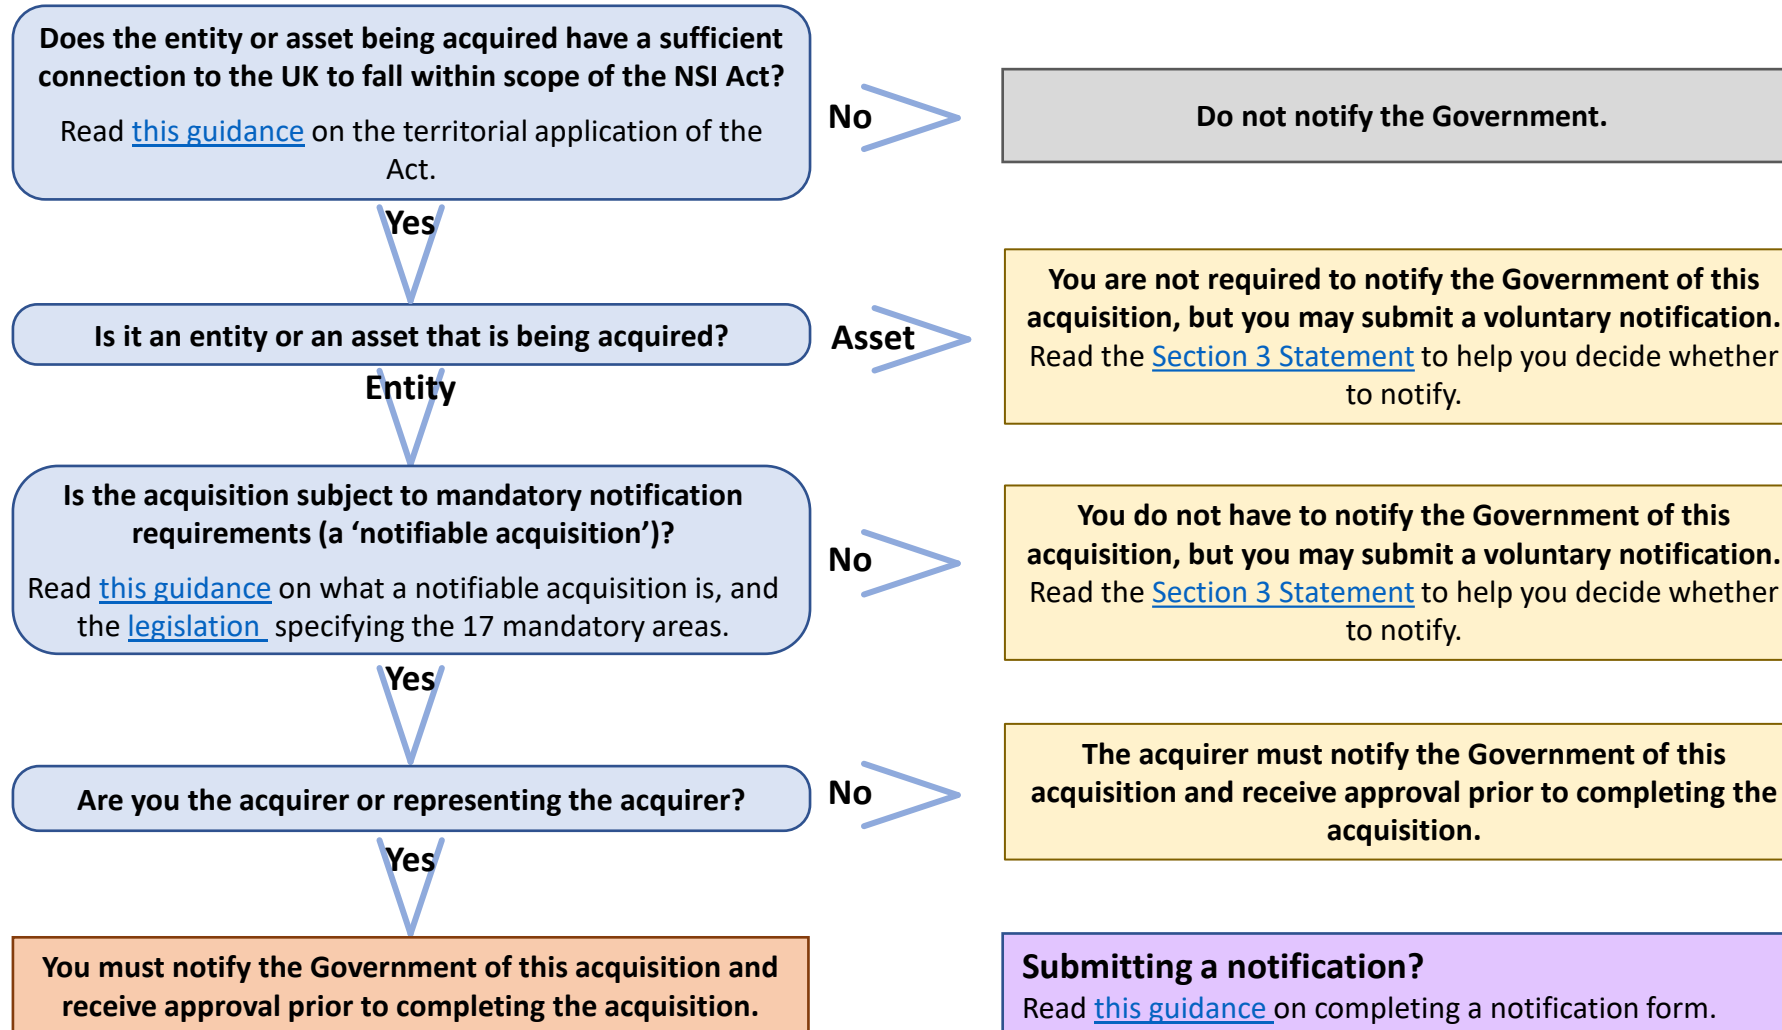 Does the entity or asset being acquired have a sufficient
connection to the UK to fall within scope of the NSI Act?
Read this guidance on the territorial application of the
Act.
No
Do not notify the Government.
Yes
Is it an entity or an asset that is being acquired?
Asset
You are not required to notify the Government of this
acquisition, but you may submit a voluntary notification.
Read the Section 3 Statement to help you decide whether
to notify.
Entity
Is the acquisition subject to mandatory notification
requirements (a ‘notifiable acquisition’)?
Read this guidance on what a notifiable acquisition is, and
the legislation specifying the 17 mandatory areas.
No
You do not have to notify the Government of this
acquisition, but you may submit a voluntary notification.
Read the Section 3 Statement to help you decide whether
to notify.
Yes
Are you the acquirer or representing the acquirer?
No
The acquirer must notify the Government of this
acquisition and receive approval prior to completing the
acquisition.
Yes
You must notify the Government of this acquisition and
receive approval prior to completing the acquisition.
Submitting a notification?
Read this guidance on completing a notification form.